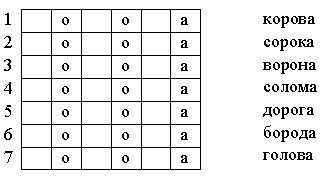 1 о о а корова
2 о о а сорока
3 о о а ворона
4 о о а солома
5 о о а дорога
6 о о а борода
7 о о а голова